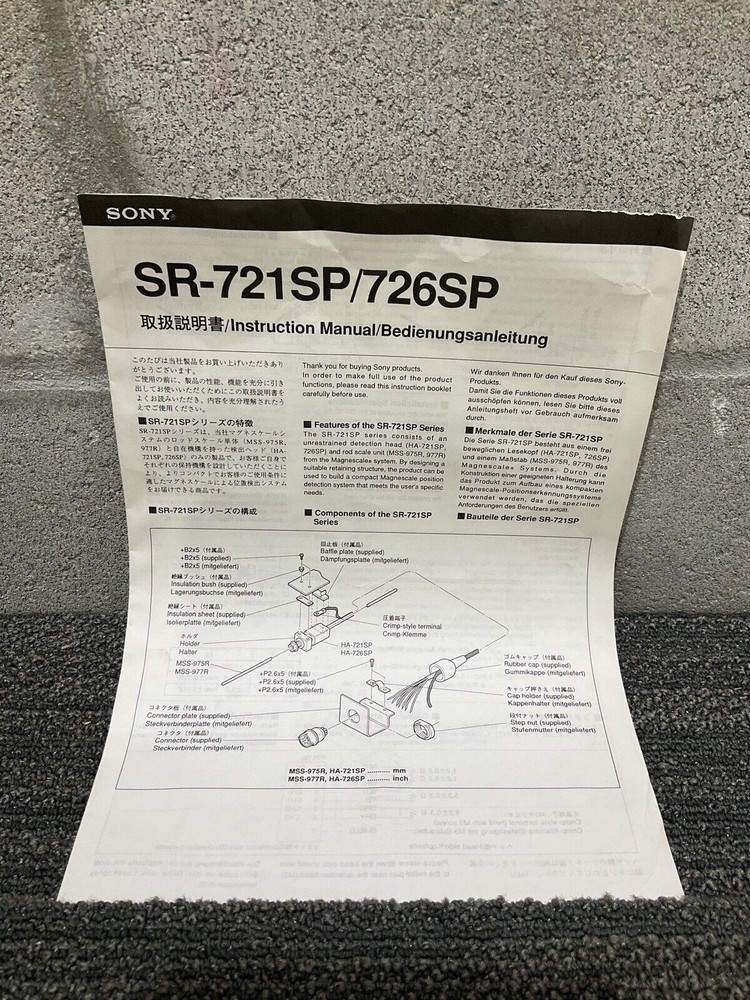 SONY
SR-721SP/726SP
取扱説明書/Instruction Manual/Bedienungsanleitung
このたびは当社製品をお買い上げいただきあり
がとうございます。
ご使用の前に、製品の性能、機能を充分に引き
出してお使いいただくためにこの取扱説明書を
よくお読みいただき、内容を充分理解されたう
えでご使用ください。
■SR-721SPシリーズの特徴
SR-721SPシリーズは、当社マグネスケールシ
ステムのロッドスケール単体(MSS-975R,
977R)と自在機構を持った検出ヘッド(HA-
721SP, 726SP)のみの製品で、お客様ご自身で
それぞれの保持機構を設計していただくことに
より、よりコンパクトでお客様のご使用条件に
適したマグネスケールによる位置検出システム
をお届けできる商品です。
■SR-721SPシリーズの構成
Thank you for buying Sony products.
In order to make full use of the product
functions, please read this instruction booklet
carefully before use.
■ Features of the SR-721SP Series
The SR-721SP series consists of an
unrestrained detection head (HA-721SP,
726SP) and rod scale unit (MSS-975R, 977R)
from the Magnescale system. By designing a
suitable retaining structure, the product can be
used to build a compact Magnescale position
detection system that meets the user's specific
needs.
■ Components of the SR-721SP
Series
Wir danken Ihnen für den Kauf dieses Sony-
Produkts.
Damit Sie die Funktionen dieses Produkts voll
ausschöpfen können, lesen Sie bitte dieses
Anleitungsheft vor Gebrauch aufmerksam
durch.
■Merkmale der Serie SR-721SP
Die Serie SR-721SP besteht aus einem frei
beweglichen Lesekopf (HA-721SP, 726SP)
und einem Maßstab (MSS-975R, 977R) des
Magnescale Systems. Durch die
Konstruktion einer geeigneten Halterung kann
das Produkt zum Aufbau eines kompakten
Magnescale-Positionserkennungssystems
verwendet werden, das die speziellen
Anforderungen des Benutzers erfüllt.
■Bauteile der Serie SR-721SP
+B2x5 (付属品)
+B2x5 (supplied)
+B2x5 (mitgeliefert)
回止板 (付属品)
Baffle plate (supplied)
Dämpfungsplatte (mitgeliefert)
絶縁ブッシュ (付属品)
Insulation bush (supplied)
Lagerungsbuchse (mitgeliefert)
絶縁シート (付属品)
Insulation sheet (supplied)
Isolierplatte (mitgeliefert)
圧着端子
Crimp-style terminal
Crimp-Klemme
ホルダ
Holder
Halter
HA-721SP
HA-726SP
MSS-975R
MSS-977R
+P2.6x5 (付属品)
+P2.6x5 (supplied)
+P2.6x5 (mitgeliefert)
ゴムキャップ (付属品)
Rubber cap (supplied)
Gummikappe (mitgeliefert)
キャップ押さえ (付属品)
Cap holder (supplied)
Kappenhalter (mitgeliefert)
コネクタ板 (付属品)
Connector plate (supplied)
Steckverbinderplatte (mitgeliefert)
段付ナット (付属品)
Step nut (supplied)
Stufenmutter (mitgeliefert)
コネクタ (付属品)
Connector (supplied)
Steckverbinder (mitgeliefert)
MSS-975R, HA-721SP ........... mm
MSS-977R, HA-726SP ........... inch